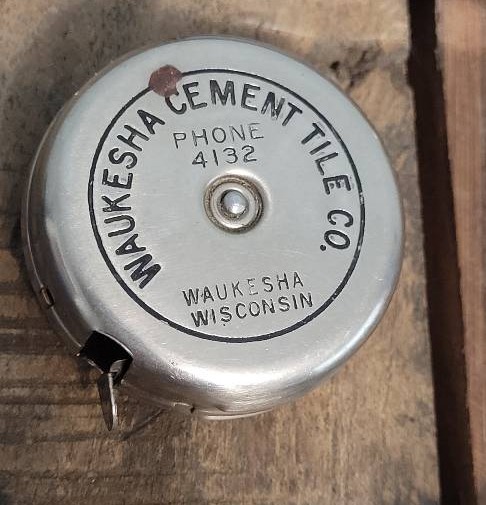 WAUKESHA CEMENT TILE CO.
PHONE
4132
WAUKESHA
WISCONSIN